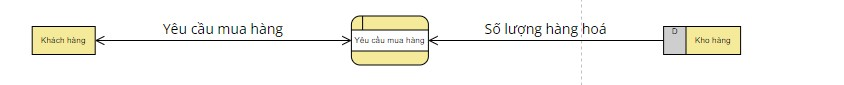 Yêu cầu mua hàng
Số lượng hàng hoá
Khách hàng
Yêu cầu mua hàng
D
Kho hàng